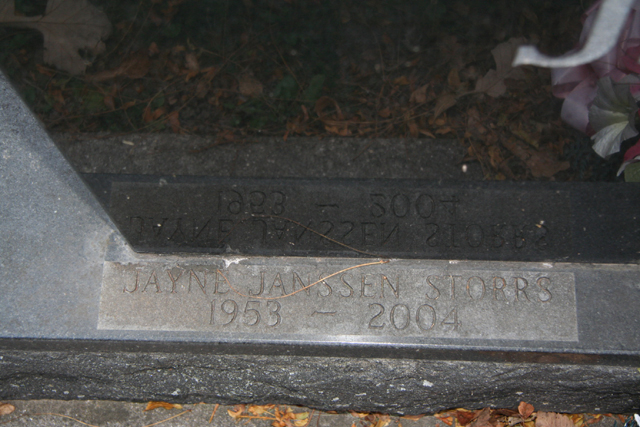 JAYNE JANSSEN STORRS
1953 - 2004